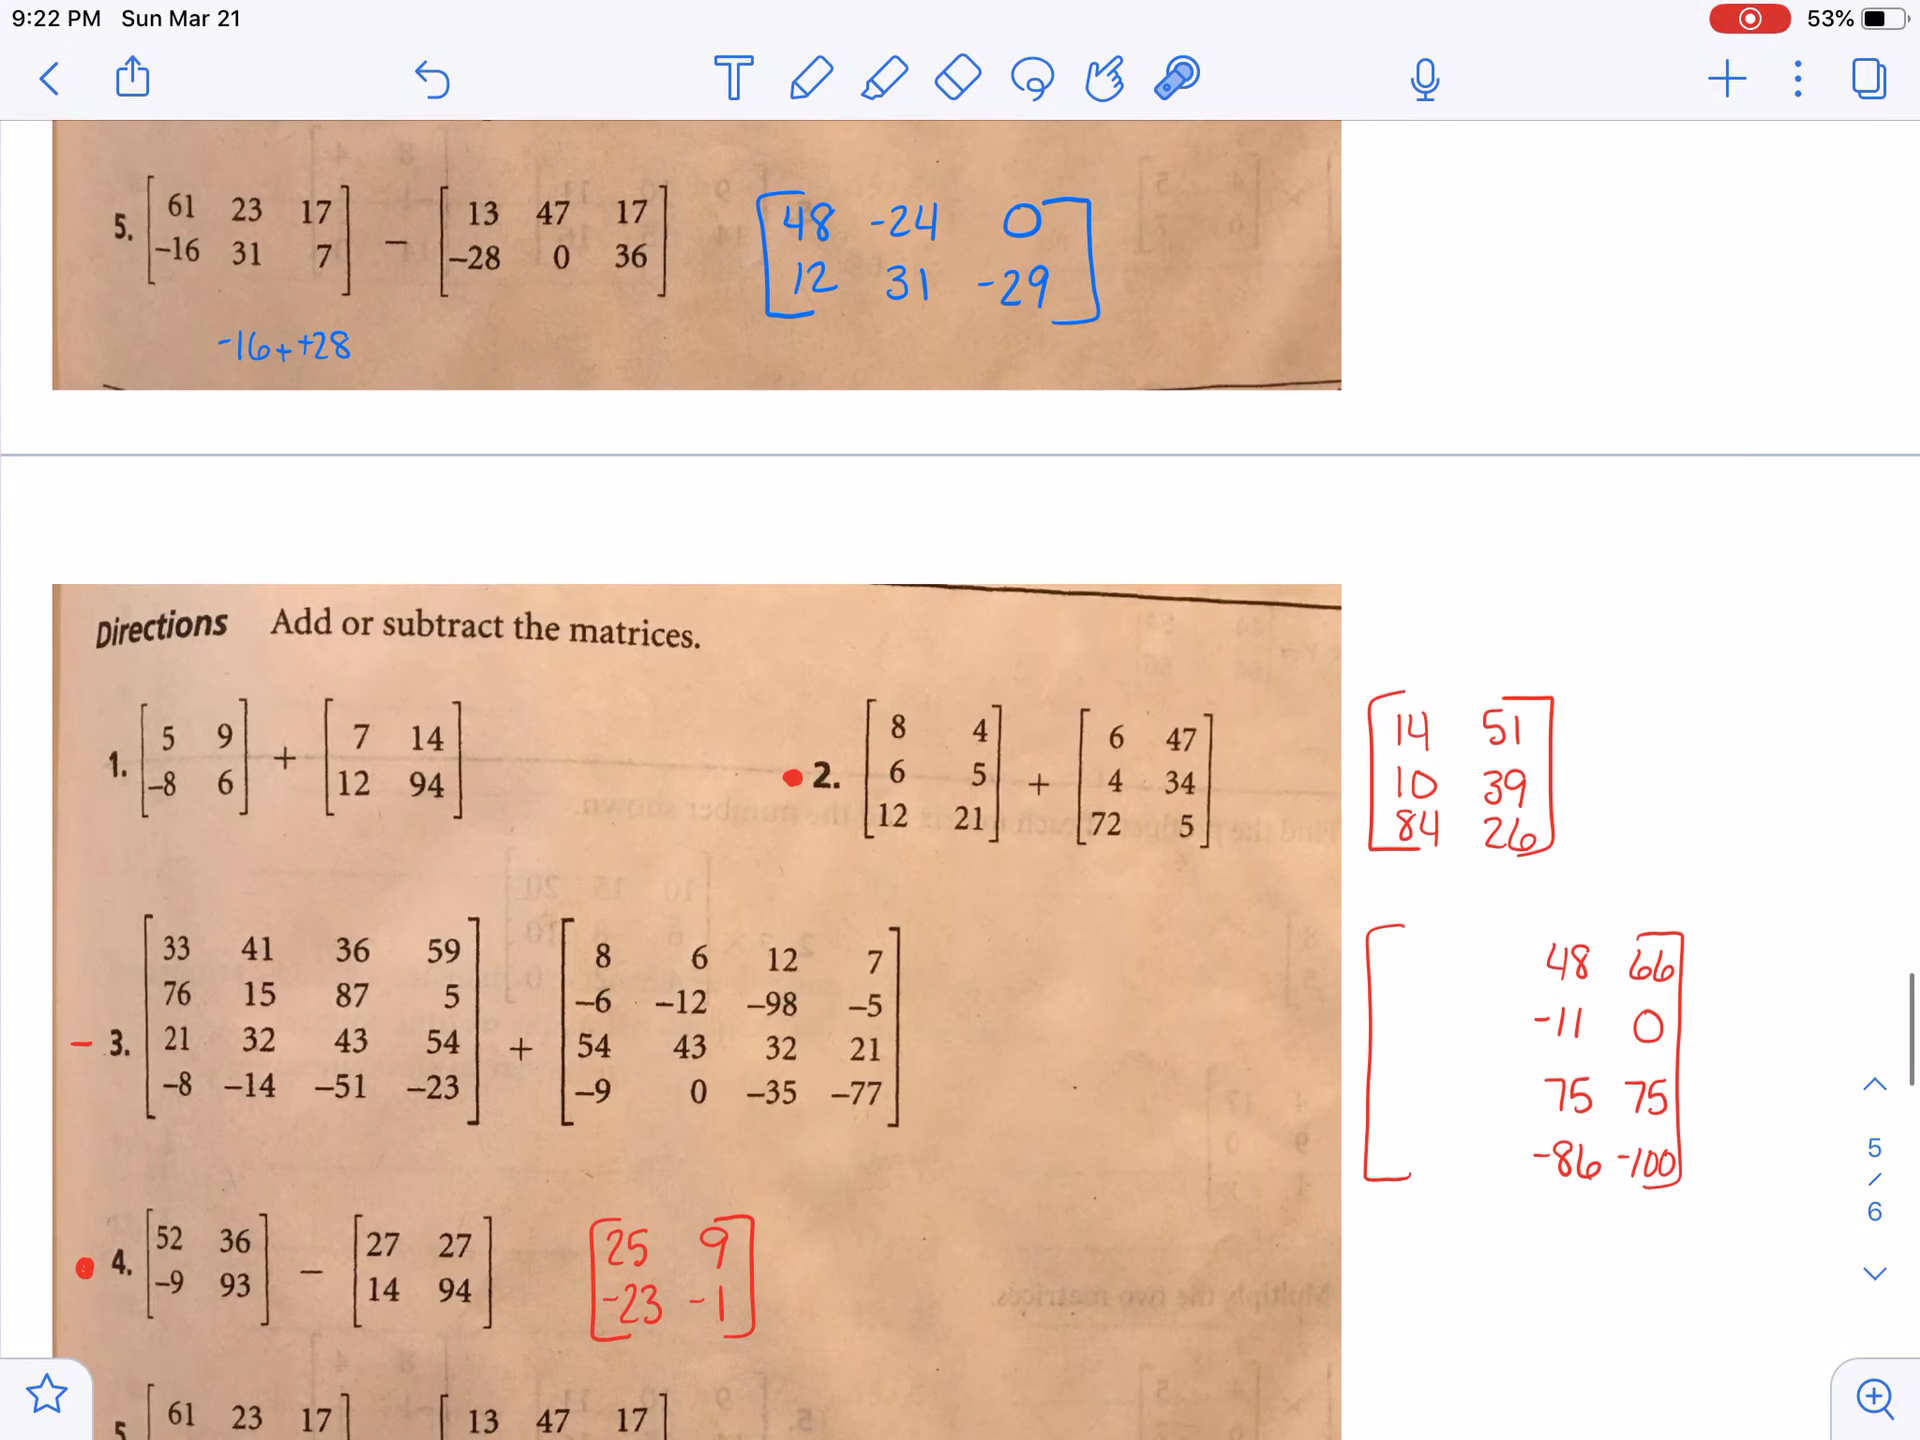 9:22 PM Sun Mar 21
53%
5. [61 23 17] − [13 47 17] [48 -24 0]
[−16 31 7] [−28 0 36] [12 31 -29]
-16++28
Directions Add or subtract the matrices.
1. [5 9] + [7 14]
[−8 6] [12 94]
2. [8 4] + [6 47] [14 51]
[6 5] [4 34] [10 39]
[12 21] [72 5] [84 26]
– 3. [33 41 36 59] + [8 6 12 7] [48 66]
[76 15 87 5] [−6 −12 −98 −5] [-11 0]
[21 32 43 54] [54 43 32 21] [75 75]
[−8 −14 −51 −23] [−9 0 −35 −77] [-86 -100]
4. [52 36] − [27 27] [25 9]
[−9 93] [14 94] [-23 -1]
5 [61 23 17] [13 47 17]
5
/
6